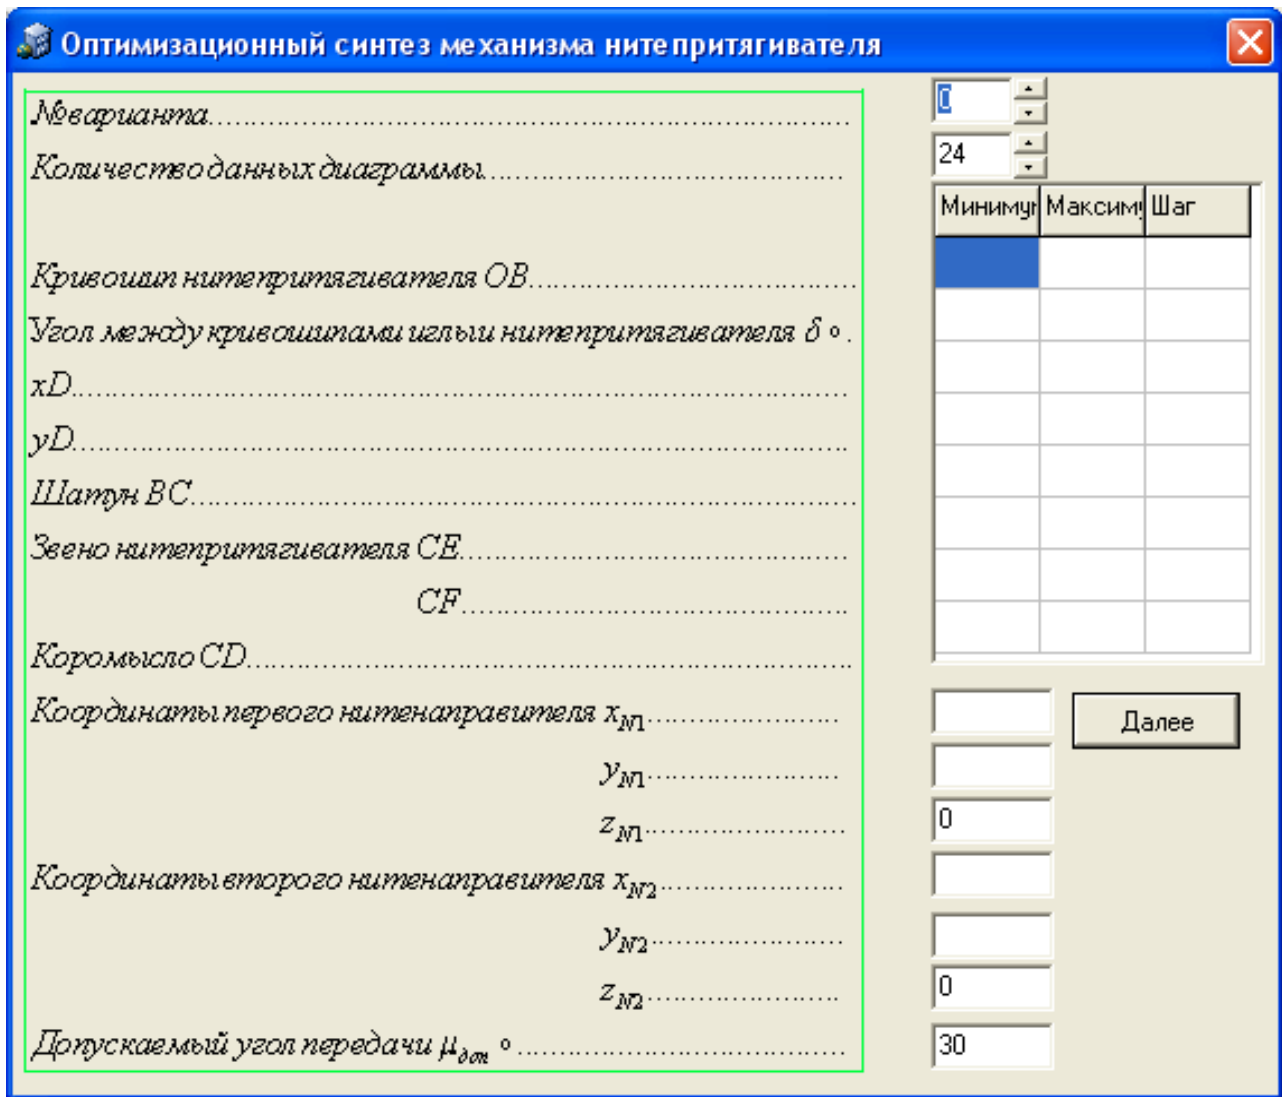 Оптимизационный синтез механизма нитепритягивателя
№ варианта........................................................................ 0
Количество данных диаграммы........................................ 24
Минимум Максиму Шаг
Кривошип нитепритягивателя OB....................................
Угол между кривошипами иглы и нитепритягивателя δ °.
xD.....................................................................................
yD.....................................................................................
Шатун BC.........................................................................
Звено нитепритягивателя CE...........................................
CF...........................................
Коромысло CD...................................................................
Координаты первого нитенаправителя xN1......................
yN1......................
zN1....................... 0
Координаты второго нитенаправителя xN2.....................
yN2......................
zN2...................... 0
Допускаемый угол передачи μдоп °..................................... 30
Далее